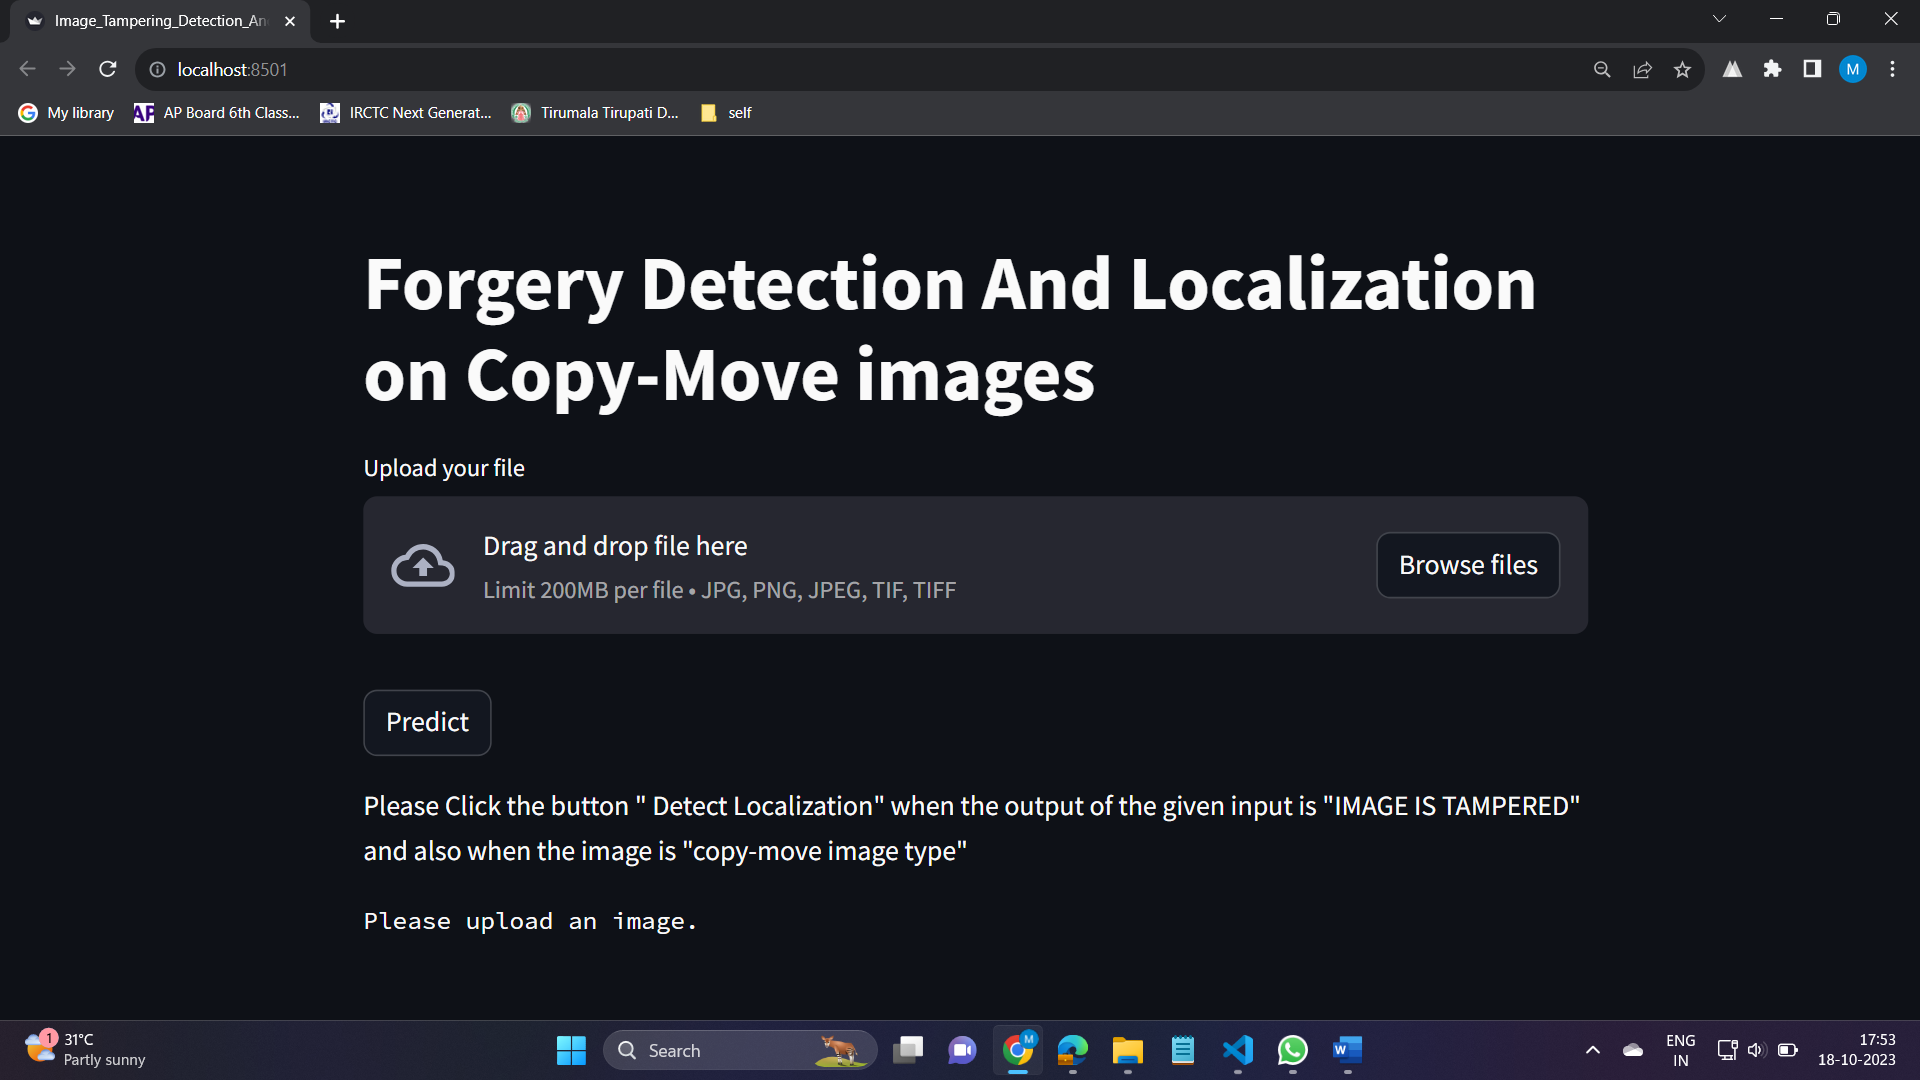 Image_Tampering_Detection_An
localhost:8501
M
My library
AP Board 6th Class...
IRCTC Next Generat...
Tirumala Tirupati D...
self
Forgery Detection And Localization
on Copy-Move images
Upload your file
Drag and drop file here
Limit 200MB per file • JPG, PNG, JPEG, TIF, TIFF
Browse files
Predict
Please Click the button " Detect Localization" when the output of the given input is "IMAGE IS TAMPERED"
and also when the image is "copy-move image type"
Please upload an image.
1
31°C
Partly sunny
Search
M
W
ENG
IN
17:53
18-10-2023